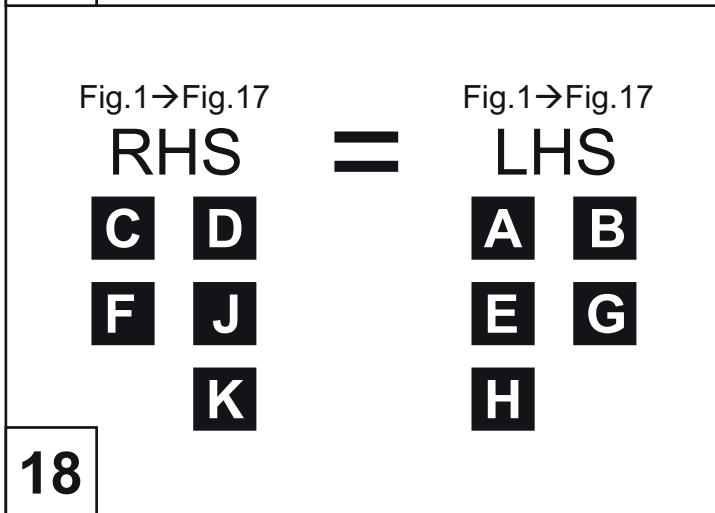 Fig.1→Fig.17 Fig.1→Fig.17
RHS = LHS
C D A B
F J E G
K H
18